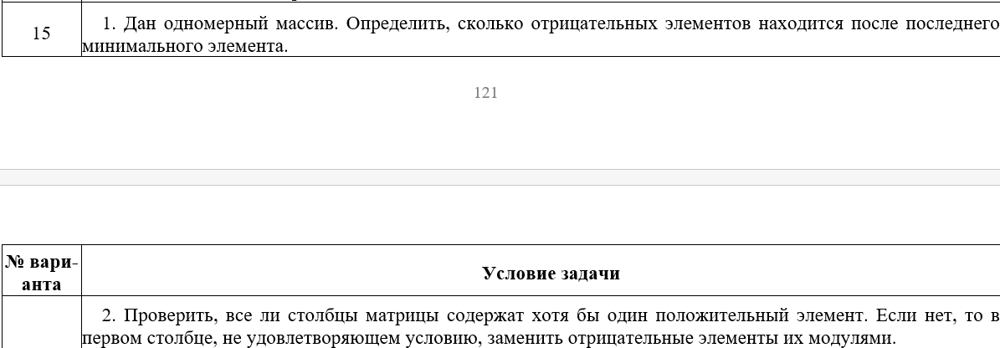 15
1. Дан одномерный массив. Определить, сколько отрицательных элементов находится после последнего
минимального элемента.
121
№ вари-
анта
Условие задачи
2. Проверить, все ли столбцы матрицы содержат хотя бы один положительный элемент. Если нет, то в
первом столбце, не удовлетворяющем условию, заменить отрицательные элементы их модулями.